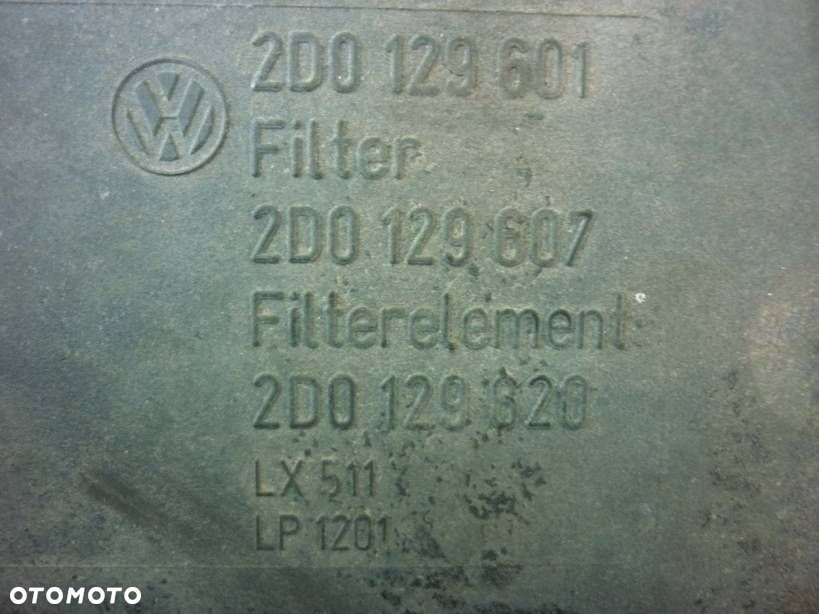 2D0 129 601
Filter
2D0 129 607
Filterelement
2D0 129 620
LX 511
LP 1201
OTOMOTO